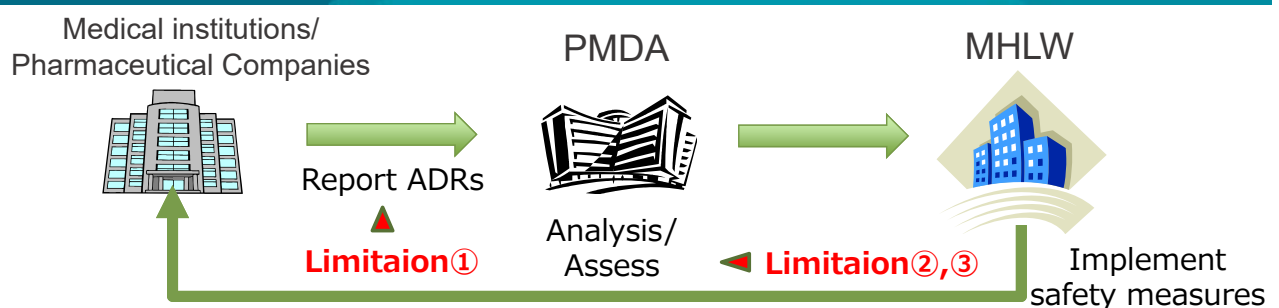 Medical institutions/
Pharmaceutical Companies
PMDA
MHLW
Report ADRs
Limitaion①
Analysis/
Assess
Limitaion②,③
Implement
safety measures